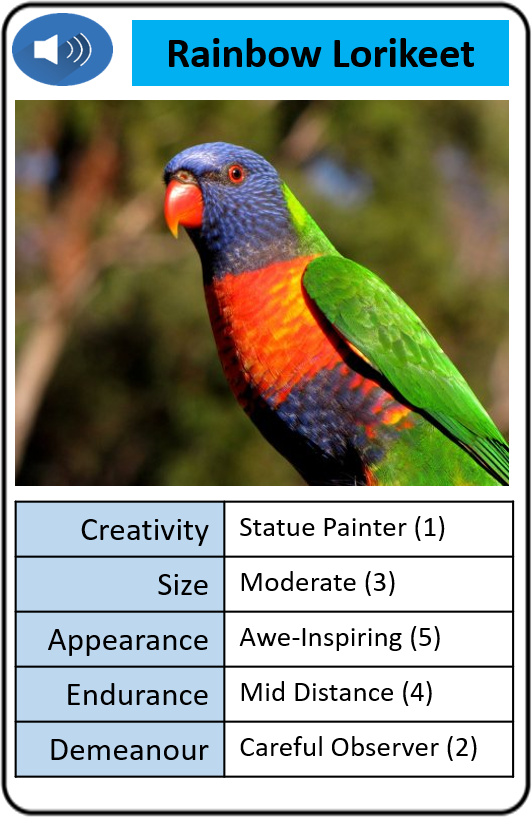 Rainbow Lorikeet
Creativity Statue Painter (1)
Size Moderate (3)
Appearance Awe-Inspiring (5)
Endurance Mid Distance (4)
Demeanour Careful Observer (2)